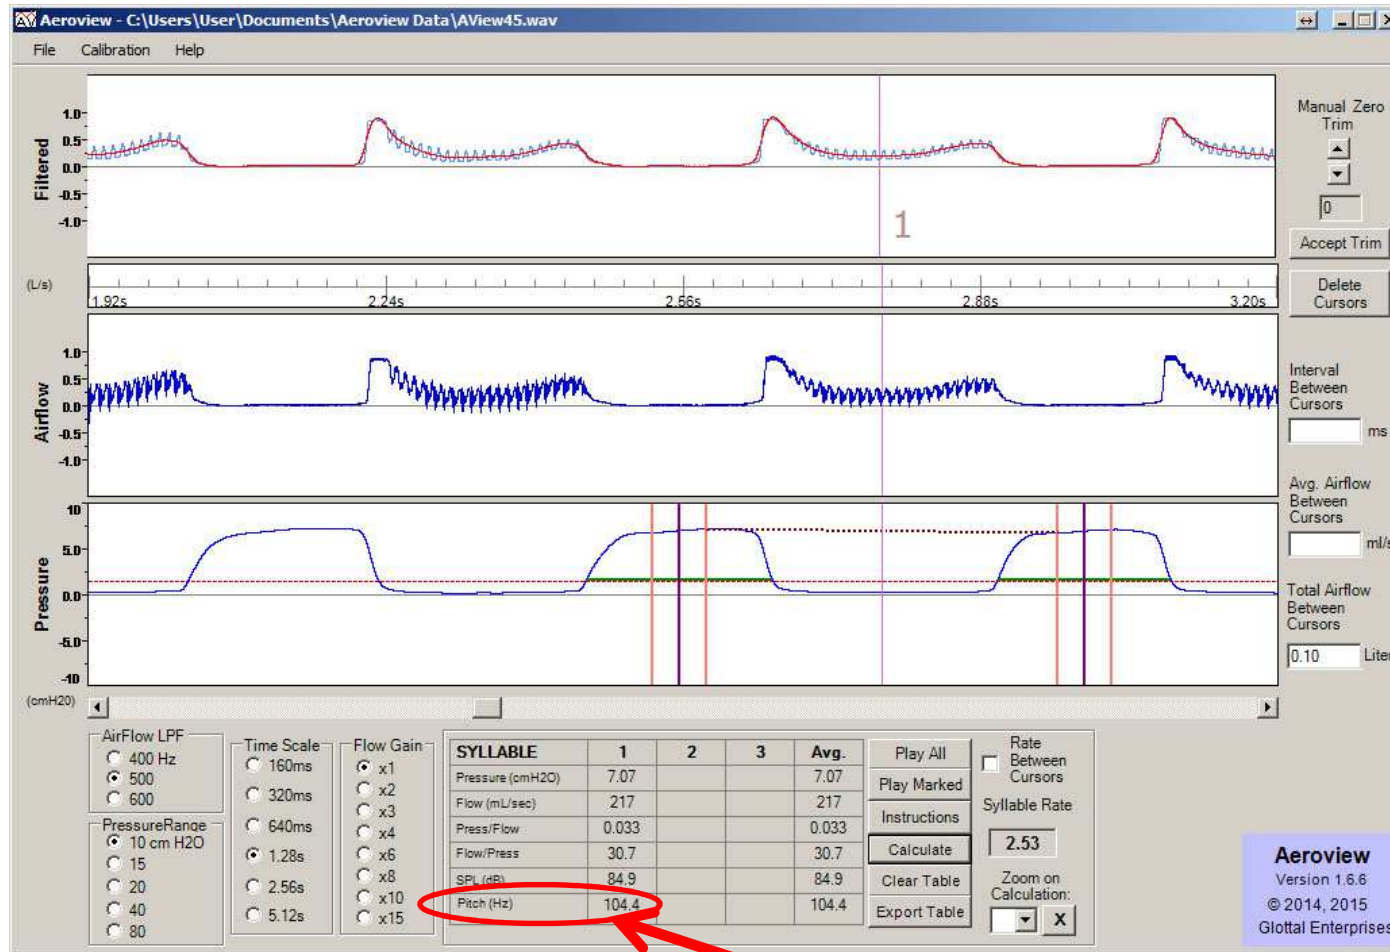 Aeroview - C:\Users\User\Documents\Aeroview Data\AView45.wav
File Calibration Help
Filtered
1.0
0.5
0.0
-0.5
-1.0
1
Manual Zero
Trim
0
Accept Trim
(L/s)
1.92s 2.24s 2.56s 2.88s 3.20s
Delete
Cursors
Airflow
1.0
0.5
0.0
-0.5
-1.0
Interval
Between
Cursors
ms
Avg. Airflow
Between
Cursors
ml/s
Pressure
10
5.0
0.0
-5.0
-10
(cmH20)
Total Airflow
Between
Cursors
0.10 Liter
AirFlow LPF
400 Hz
500
600
PressureRange
10 cm H2O
15
20
40
80
Time Scale
160ms
320ms
640ms
1.28s
2.56s
5.12s
Flow Gain
x1
x2
x3
x4
x6
x8
x10
x15
SYLLABLE 1 2 3 Avg.
Pressure (cmH2O) 7.07 7.07
Flow (mL/sec) 217 217
Press/Flow 0.033 0.033
Flow/Press 30.7 30.7
SPL (dB) 84.9 84.9
Pitch (Hz) 104.4 104.4
Play All
Play Marked
Instructions
Calculate
Clear Table
Export Table
Rate
Between
Cursors
Syllable Rate
2.53
Zoom on
Calculation:
X
Aeroview
Version 1.6.6
© 2014, 2015
Glottal Enterprises